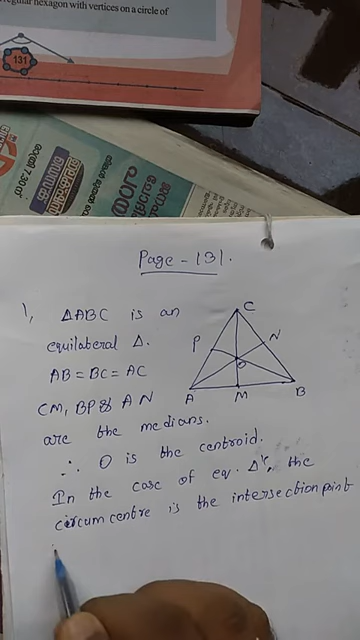 regular hexagon with vertices on a circle of
131
Page - 131.
1, ΔABC is an
equilateral Δ.
AB = BC = AC
CM, BP & AN
are the medians.
∴ O is the centroid.
In the case of eq. Δr, the
circumcentre is the intersection point
C
P
N
O
A
M
B